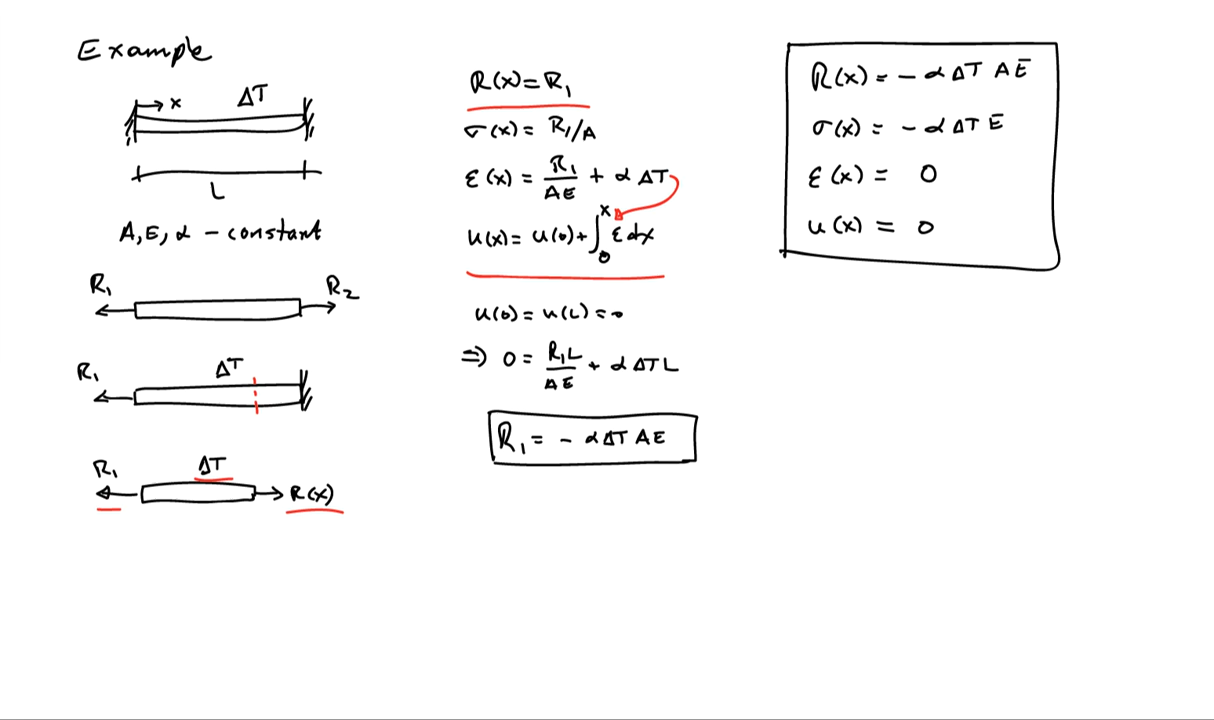 Example
x ΔT
L
A, E, α - constant
R₁ R₂
R₁ ΔT
R₁ ΔT R(x)
R(x) = R₁
σ(x) = R₁/A
ε(x) = R₁/AE + α ΔT
u(x) = u(0) + ∫₀ˣ ε dx
u(0) = u(L) = 0
⇒ 0 = R₁L/AE + α ΔT L
R₁ = - α ΔT AE
R(x) = - α ΔT AE
σ(x) = - α ΔT E
ε(x) = 0
u(x) = 0